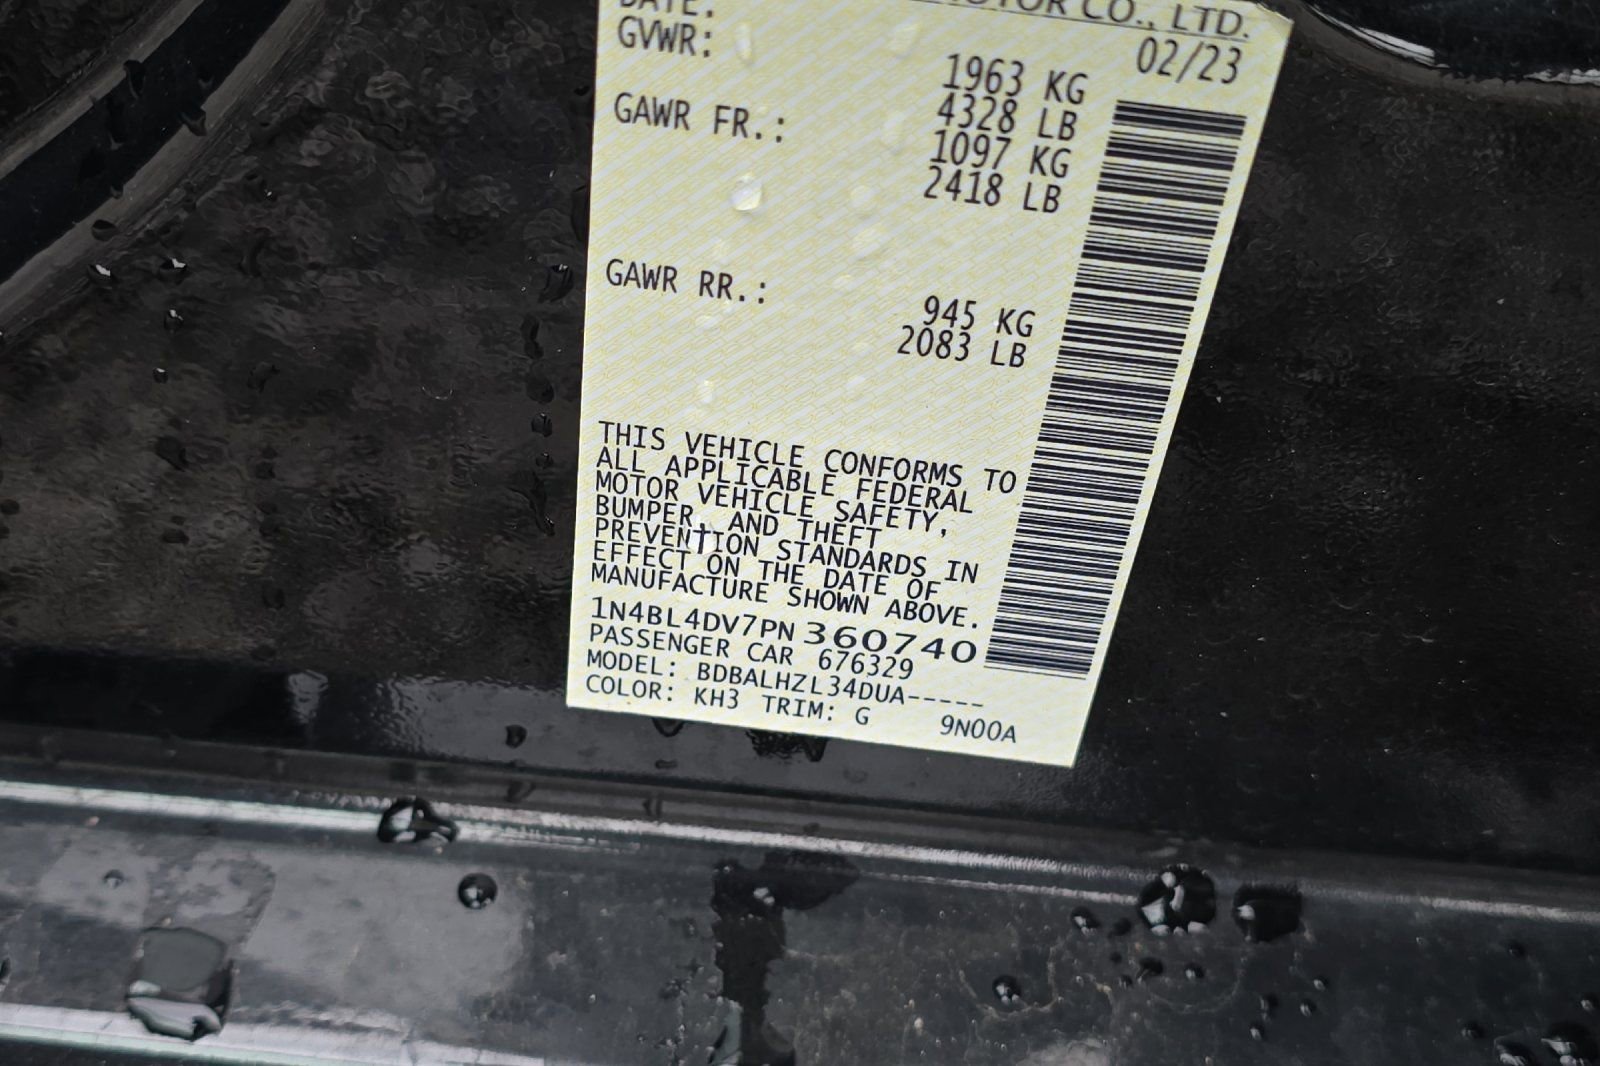 MOTOR CO., LTD.
DATE: 02/23
GVWR: 1963 KG
4328 LB
GAWR FR.: 1097 KG
2418 LB
GAWR RR.: 945 KG
2083 LB
THIS VEHICLE CONFORMS TO
ALL APPLICABLE FEDERAL
MOTOR VEHICLE SAFETY,
BUMPER, AND THEFT
PREVENTION STANDARDS IN
EFFECT ON THE DATE OF
MANUFACTURE SHOWN ABOVE.
1N4BL4DV7PN360740
PASSENGER CAR 676329
MODEL: BDBALHZL34DUA-----
COLOR: KH3 TRIM: G 9N00A